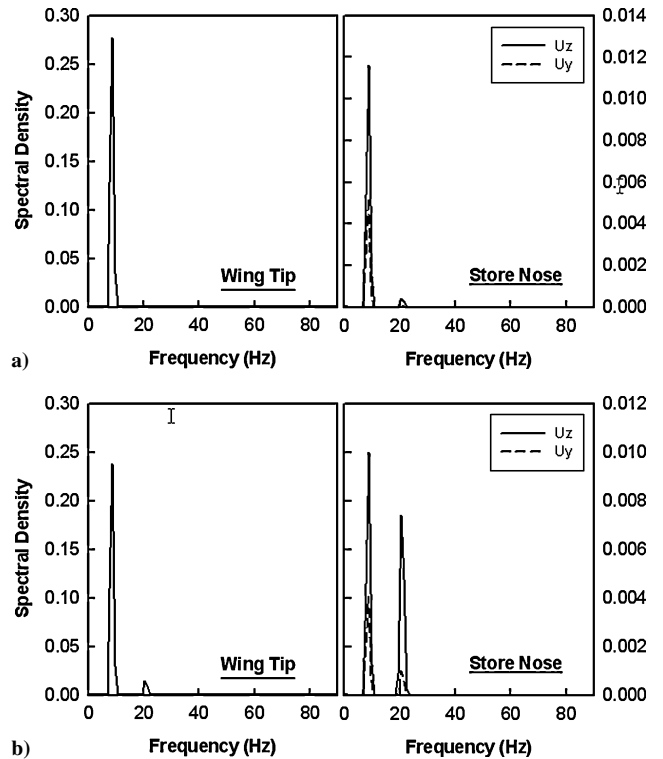 0.30
0.25
0.20
0.15
0.10
0.05
0.00
Spectral Density
Wing Tip
0 20 40 60 80
Frequency (Hz)
Uz
Uy
Store Nose
0.014
0.012
0.010
0.008
0.006
0.004
0.002
0.000
0 20 40 60 80
Frequency (Hz)
a)
0.30
0.25
0.20
0.15
0.10
0.05
0.00
Spectral Density
Wing Tip
0 20 40 60 80
Frequency (Hz)
Uz
Uy
Store Nose
0.012
0.010
0.008
0.006
0.004
0.002
0.000
0 20 40 60 80
Frequency (Hz)
b)